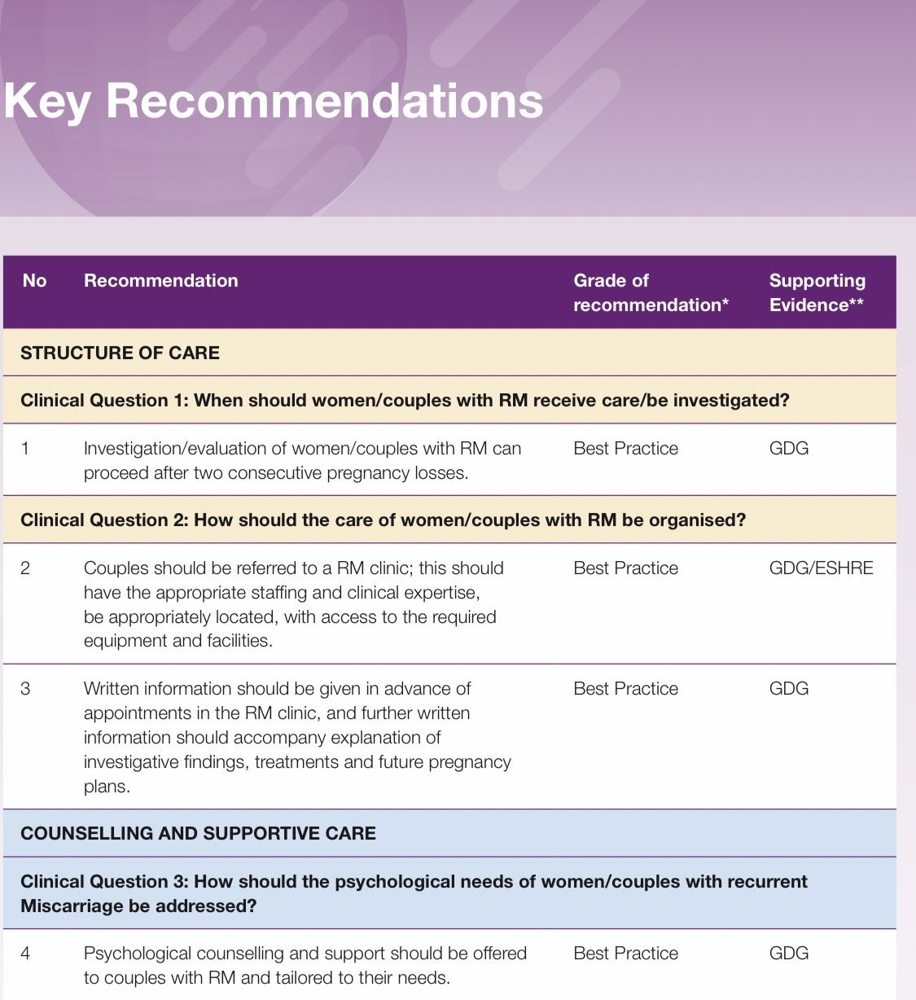 Key Recommendations
No Recommendation Grade of Supporting
recommendation* Evidence**
STRUCTURE OF CARE
Clinical Question 1: When should women/couples with RM receive care/be investigated?
1 Investigation/evaluation of women/couples with RM can Best Practice GDG
proceed after two consecutive pregnancy losses.
Clinical Question 2: How should the care of women/couples with RM be organised?
2 Couples should be referred to a RM clinic; this should Best Practice GDG/ESHRE
have the appropriate staffing and clinical expertise,
be appropriately located, with access to the required
equipment and facilities.
3 Written information should be given in advance of Best Practice GDG
appointments in the RM clinic, and further written
information should accompany explanation of
investigative findings, treatments and future pregnancy
plans.
COUNSELLING AND SUPPORTIVE CARE
Clinical Question 3: How should the psychological needs of women/couples with recurrent
Miscarriage be addressed?
4 Psychological counselling and support should be offered Best Practice GDG
to couples with RM and tailored to their needs.